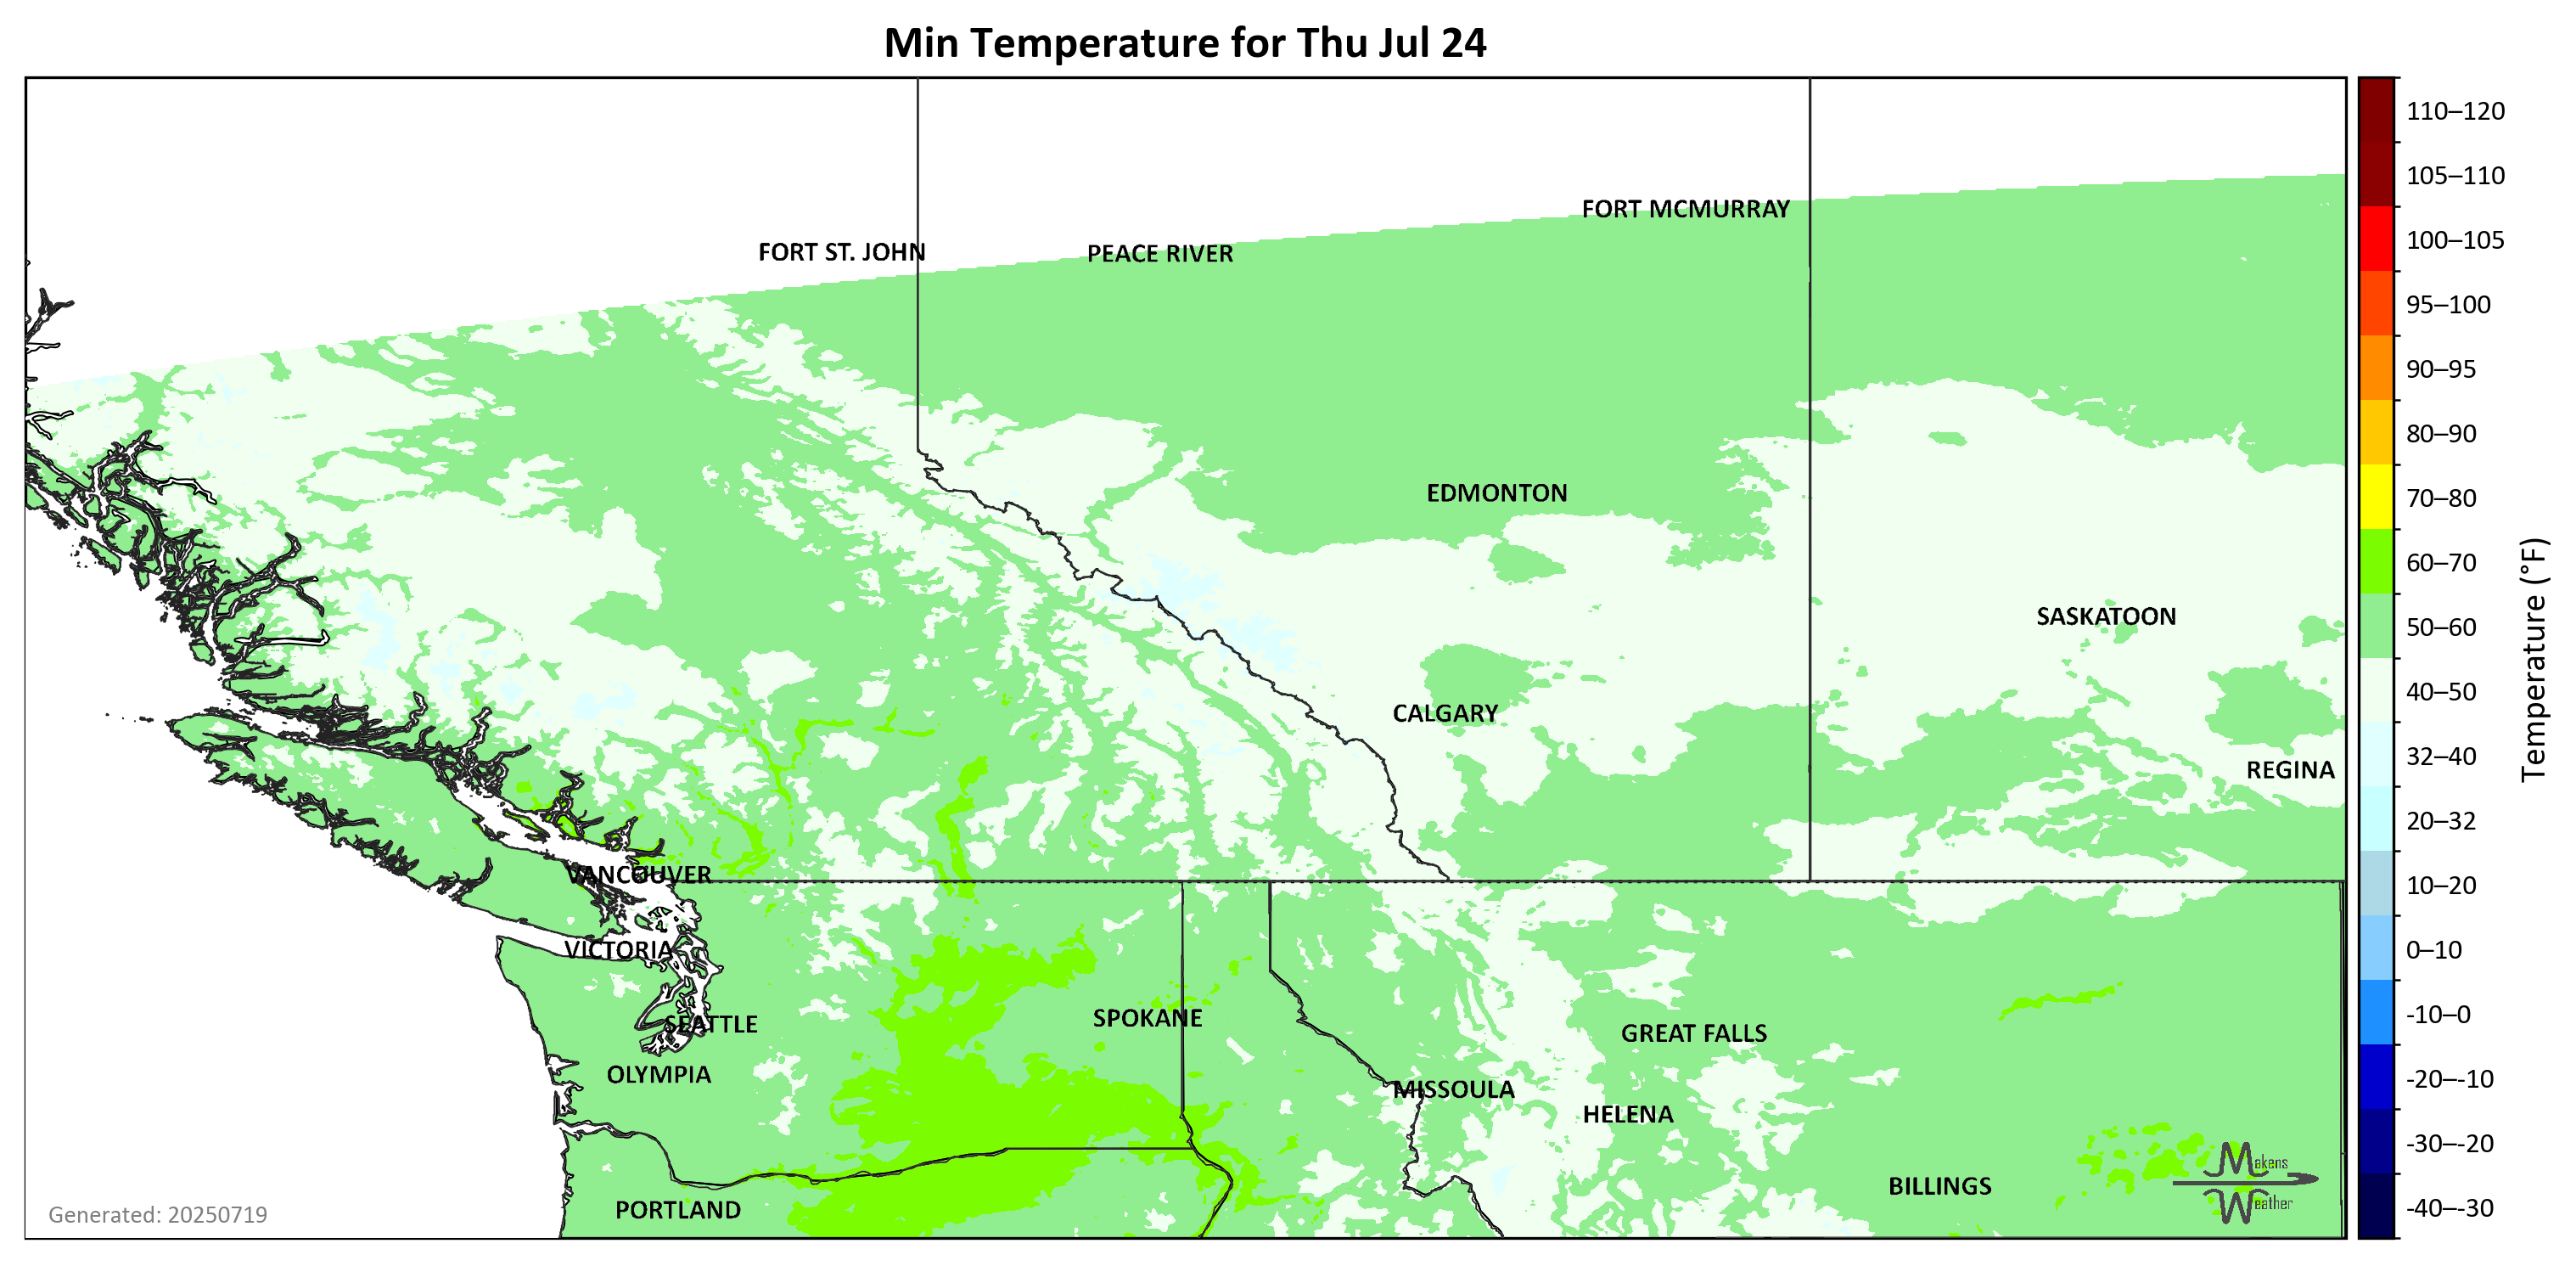 Min Temperature for Thu Jul 24
FORT MCMURRAY
FORT ST. JOHN
PEACE RIVER
EDMONTON
SASKATOON
CALGARY
REGINA
VANCOUVER
VICTORIA
SPOKANE
SEATTLE
GREAT FALLS
OLYMPIA
MISSOULA
HELENA
BILLINGS
PORTLAND
Generated: 20250719
Makens
Weather
110–120
105–110
100–105
95–100
90–95
80–90
70–80
60–70
50–60
40–50
32–40
20–32
10–20
0–10
-10–0
-20–-10
-30–-20
-40–-30
Temperature (°F)